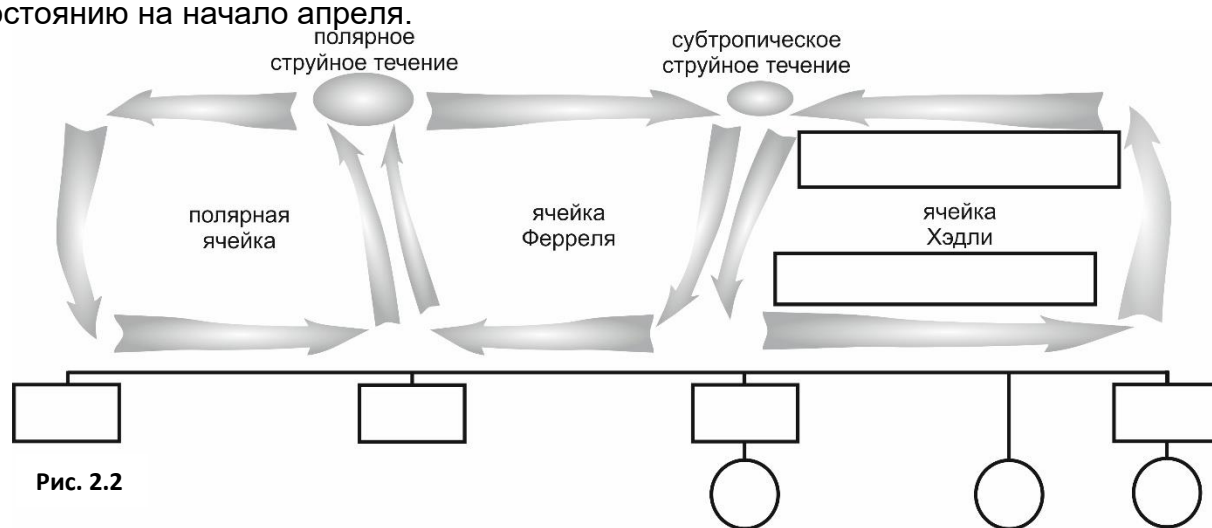 остоянию на начало апреля.
полярное
струйное течение
субтропическое
струйное течение
полярная
ячейка
ячейка
Ферреля
ячейка
Хэдли
Рис. 2.2